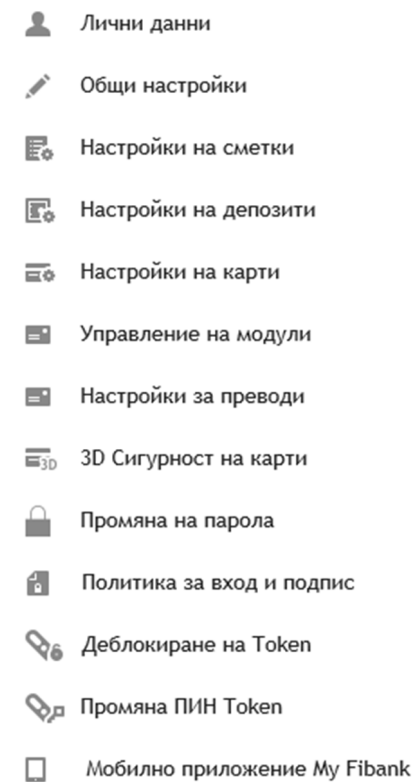 Лични данни
Общи настройки
Настройки на сметки
Настройки на депозити
Настройки на карти
Управление на модули
Настройки за преводи
3D Сигурност на карти
Промяна на парола
Политика за вход и подпис
Деблокиране на Token
Промяна ПИН Token
Мобилно приложение My Fibank